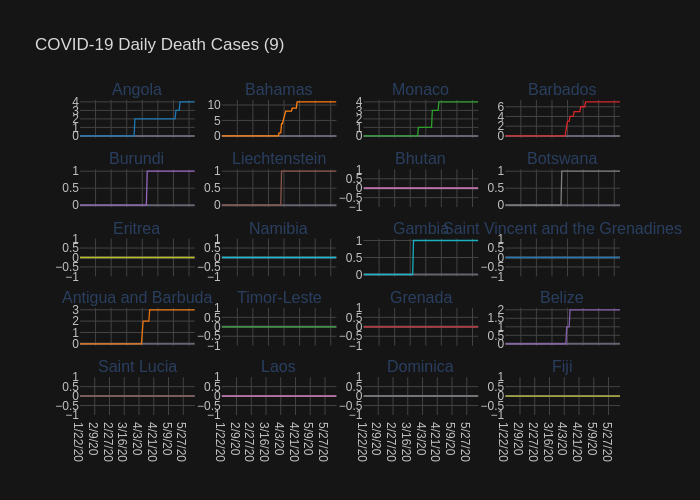 COVID-19 Daily Death Cases (9)
Angola Bahamas Monaco Barbados
4 3 2 1 0
10 5 0
4 3 2 1 0
6 4 2 0
Burundi Liechtenstein Bhutan Botswana
1 0.5 0
1 0.5 0
1 0.5 0 −0.5 −1
1 0.5 0
Eritrea Namibia Gambia Saint Vincent and the Grenadines
1 0.5 0 −0.5 −1
1 0.5 0 −0.5 −1
1 0.5 0
1 0.5 0 −0.5 −1
Antigua and Barbuda Timor-Leste Grenada Belize
3 2 1 0
1 0.5 0 −0.5 −1
1 0.5 0 −0.5 −1
2 1.5 1 0.5 0
Saint Lucia Laos Dominica Fiji
1 0.5 0 −0.5 −1
1 0.5 0 −0.5 −1
1 0.5 0 −0.5 −1
1 0.5 0 −0.5 −1
1/22/20 2/9/20 2/27/20 3/16/20 4/3/20 4/21/20 5/9/20 5/27/20
1/22/20 2/9/20 2/27/20 3/16/20 4/3/20 4/21/20 5/9/20 5/27/20
1/22/20 2/9/20 2/27/20 3/16/20 4/3/20 4/21/20 5/9/20 5/27/20
1/22/20 2/9/20 2/27/20 3/16/20 4/3/20 4/21/20 5/9/20 5/27/20